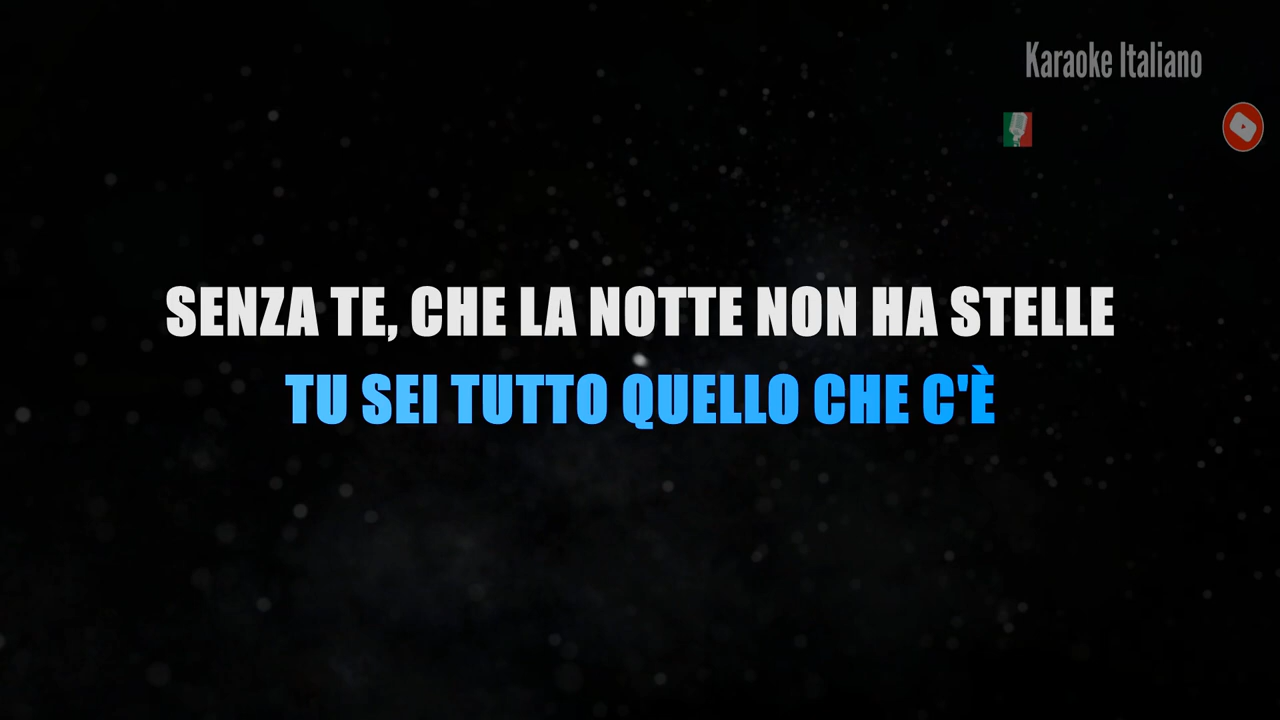 Karaoke Italiano
SENZA TE, CHE LA NOTTE NON HA STELLE
TU SEI TUTTO QUELLO CHE C'È